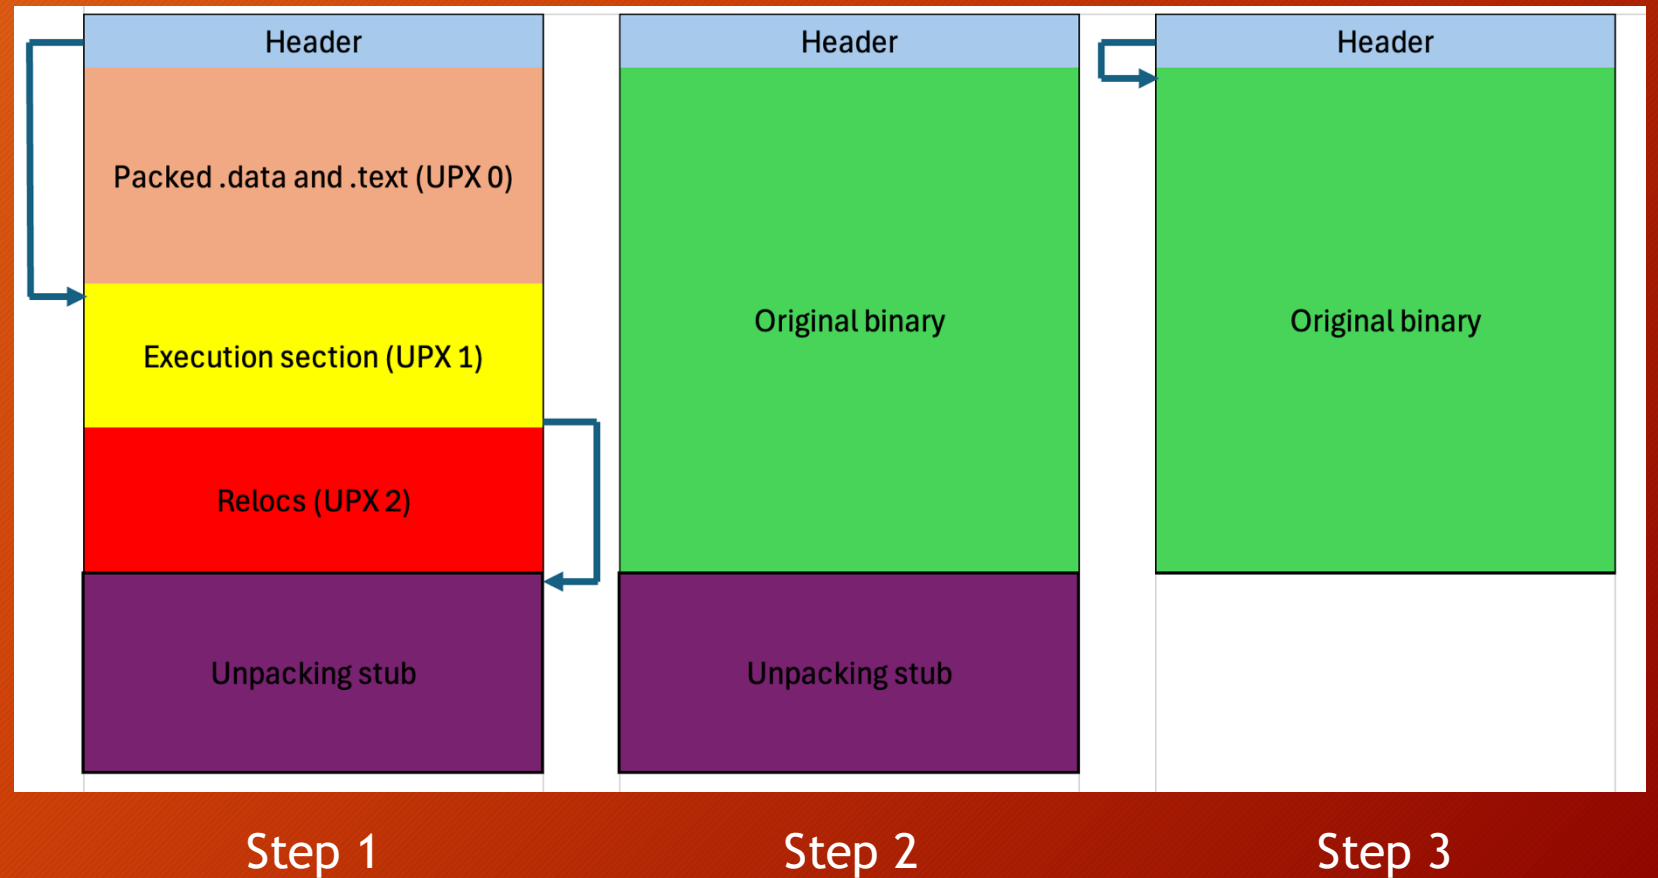 Header
Packed .data and .text (UPX 0)
Execution section (UPX 1)
Relocs (UPX 2)
Unpacking stub
Step 1
Header
Original binary
Unpacking stub
Step 2
Header
Original binary
Step 3